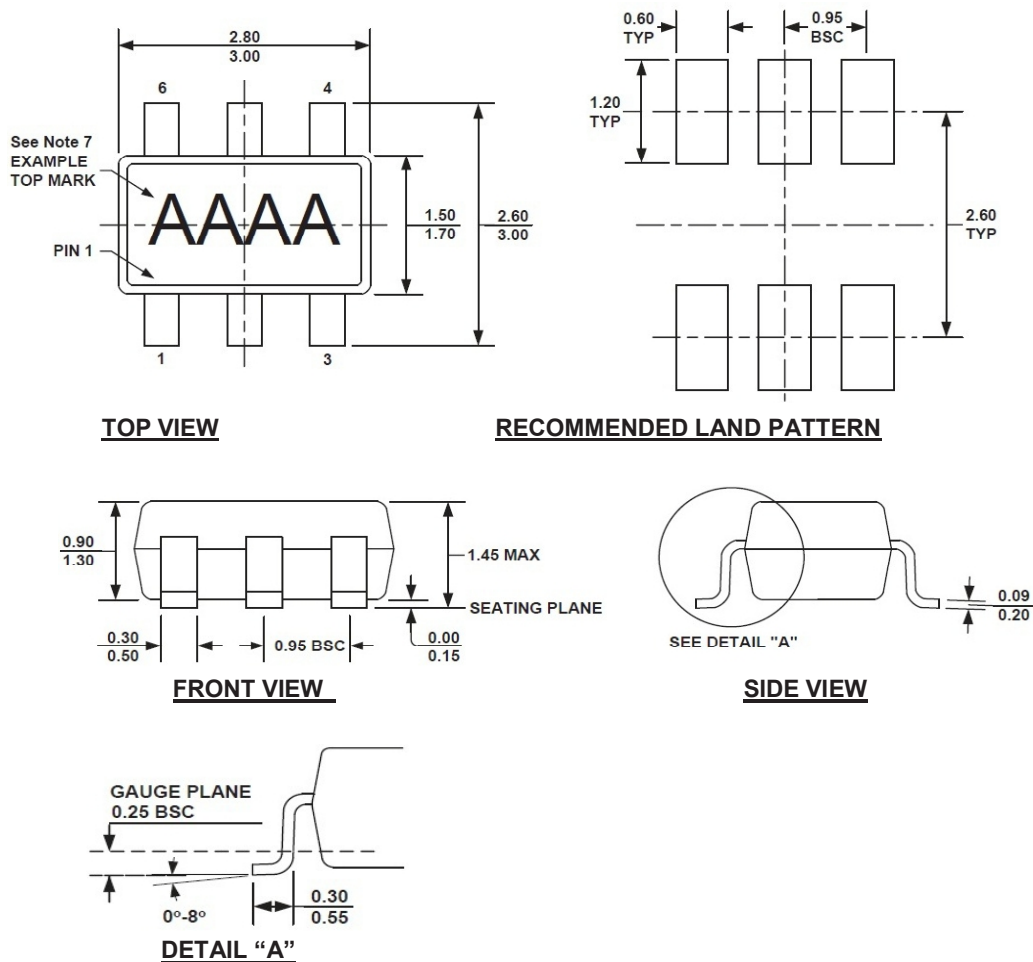 2.80
3.00
6
4
See Note 7
EXAMPLE
TOP MARK
AAAA
PIN 1
1.50
1.70
2.60
3.00
1
3
TOP VIEW
0.60
TYP
0.95
BSC
1.20
TYP
2.60
TYP
RECOMMENDED LAND PATTERN
0.90
1.30
1.45 MAX
SEATING PLANE
0.30
0.50
0.95 BSC
0.00
0.15
FRONT VIEW
0.09
0.20
SEE DETAIL "A"
SIDE VIEW
GAUGE PLANE
0.25 BSC
0°-8°
0.30
0.55
DETAIL “A”